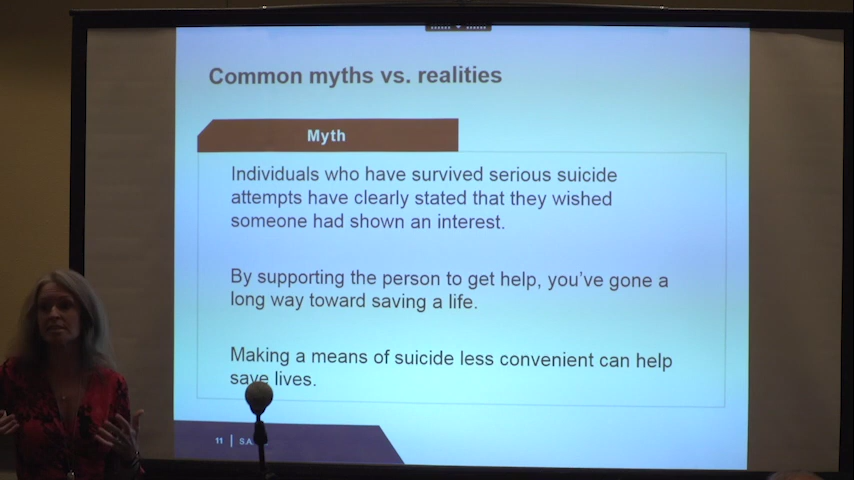 Common myths vs. realities
Myth
Individuals who have survived serious suicide
attempts have clearly stated that they wished
someone had shown an interest.
By supporting the person to get help, you've gone a
long way toward saving a life.
Making a means of suicide less convenient can help
save lives.
11 |